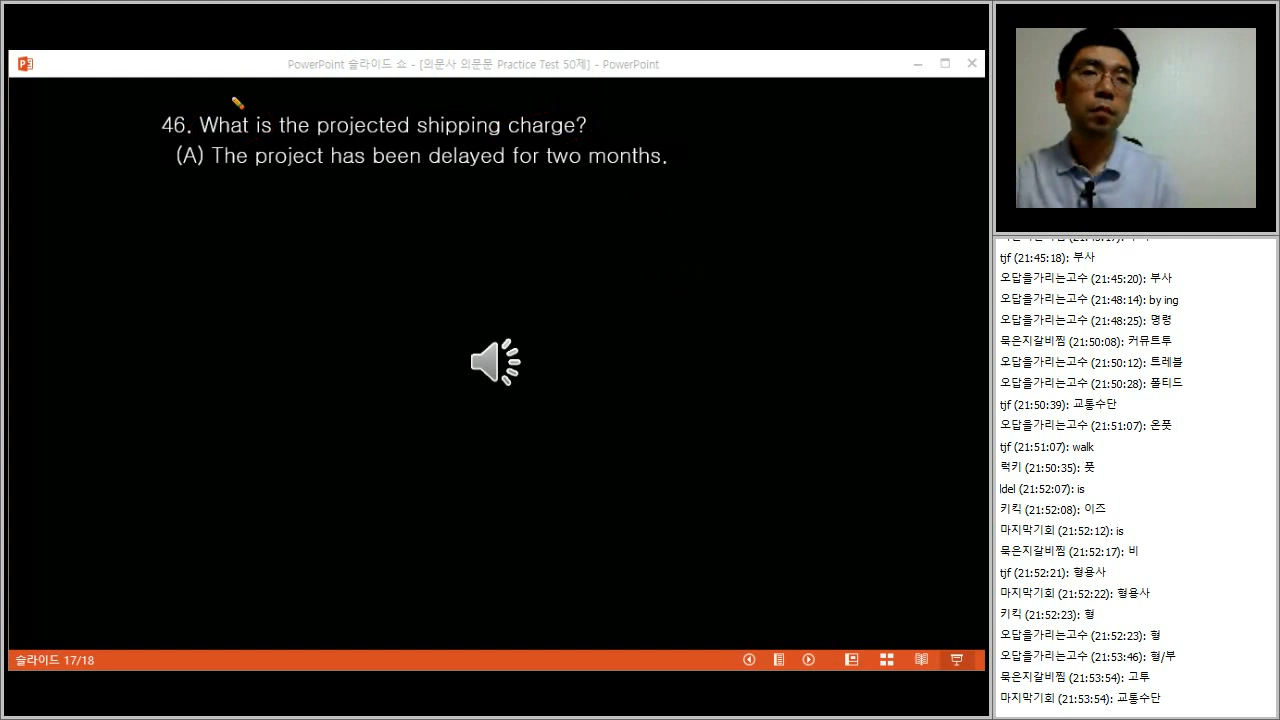 PowerPoint 슬라이드 쇼 - [의문사 의문문 Practice Test 50제] - PowerPoint
46. What is the projected shipping charge?
(A) The project has been delayed for two months.
슬라이드 17/18
tjf (21:45:18): 부사
오답을가리는고수 (21:45:20): 부사
오답을가리는고수 (21:48:14): by ing
오답을가리는고수 (21:48:25): 명령
묵은지갈비찜 (21:50:08): 커뮤트투
오답을가리는고수 (21:50:12): 트레블
오답을가리는고수 (21:50:28): 폴티드
tjf (21:50:39): 교통수단
오답을가리는고수 (21:51:07): 온풋
tjf (21:51:07): walk
럭키 (21:50:35): 풋
ldel (21:52:07): is
키킥 (21:52:08): 이즈
마지막기회 (21:52:12): is
묵은지갈비찜 (21:52:17): 비
tjf (21:52:21): 형용사
마지막기회 (21:52:22): 형용사
키킥 (21:52:23): 형
오답을가리는고수 (21:52:23): 형
오답을가리는고수 (21:53:46): 형/부
묵은지갈비찜 (21:53:54): 고투
마지막기회 (21:53:54): 교통수단